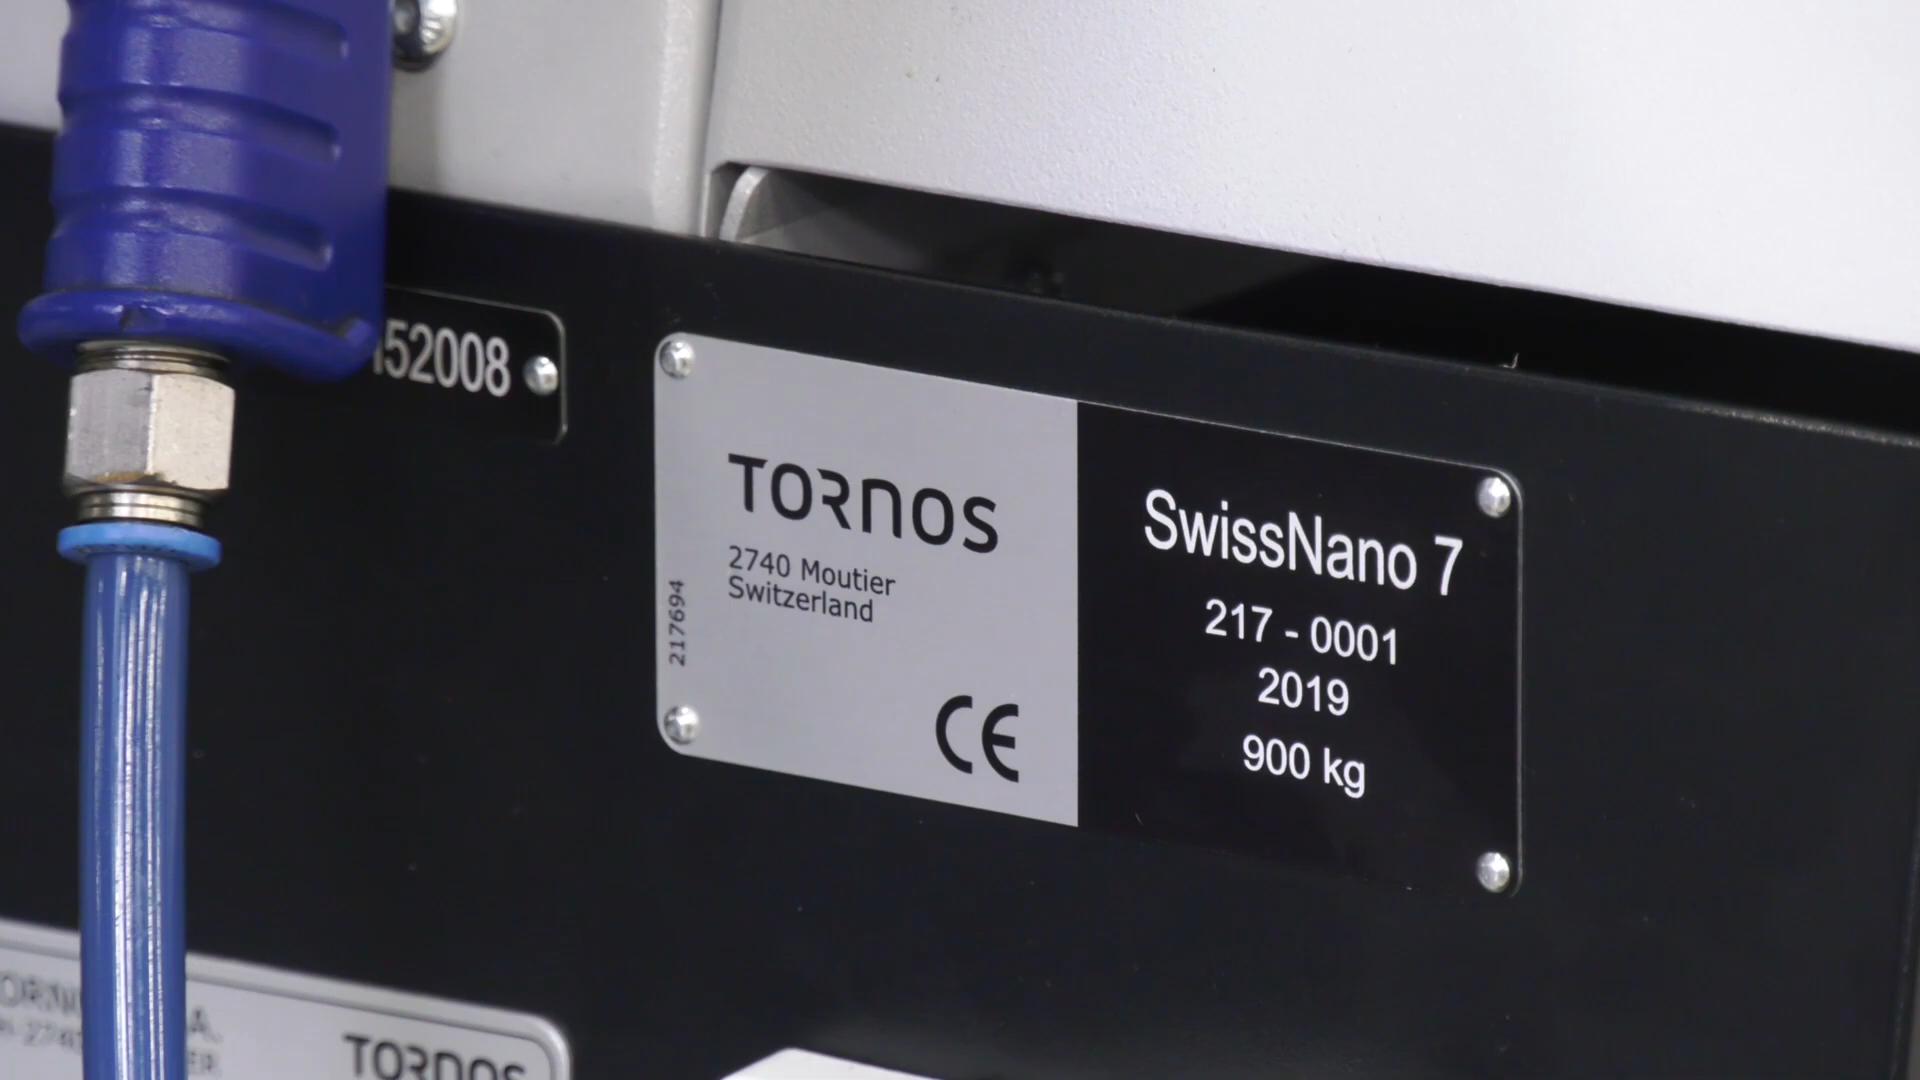 52008
TORNOS
2740 Moutier
Switzerland
217694
CE
SwissNano 7
217 - 0001
2019
900 kg
TORNOS